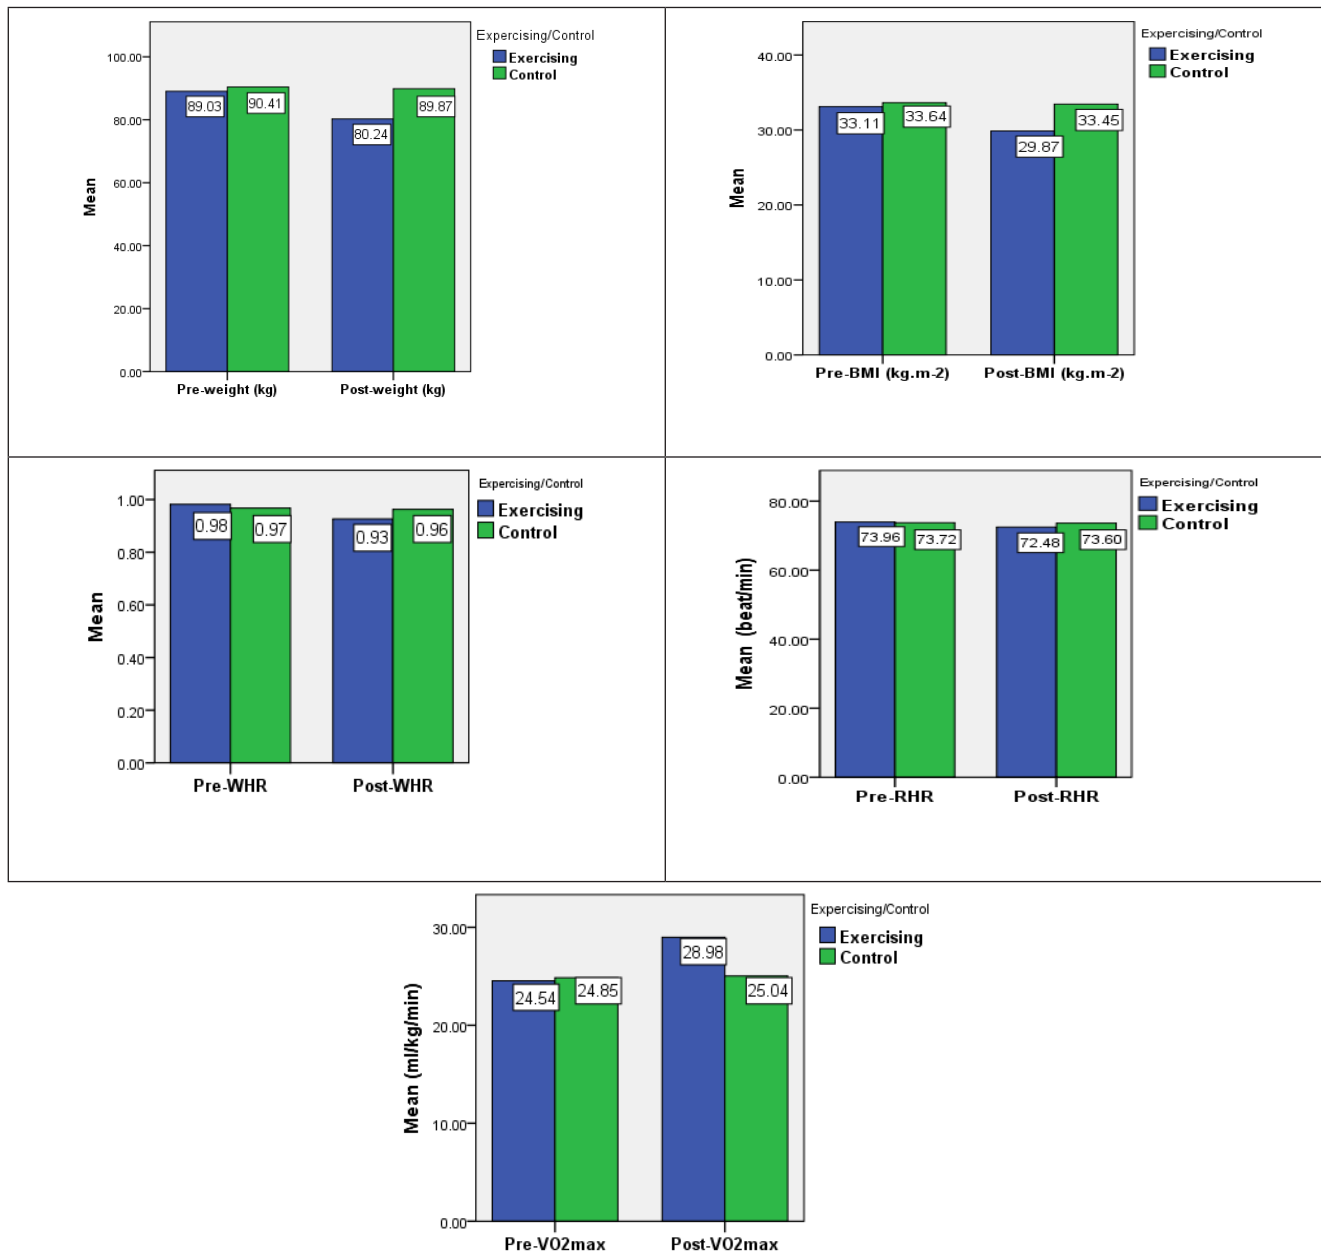 Expercising/Control
Exercising
Control
100.00
80.00
60.00
40.00
20.00
0.00
Mean
89.03
90.41
80.24
89.87
Pre-weight (kg)
Post-weight (kg)
Expercising/Control
Exercising
Control
40.00
30.00
20.00
10.00
0.00
Mean
33.11
33.64
29.87
33.45
Pre-BMI (kg.m-2)
Post-BMI (kg.m-2)
Expercising/Control
Exercising
Control
1.00
0.80
0.60
0.40
0.20
0.00
Mean
0.98
0.97
0.93
0.96
Pre-WHR
Post-WHR
Expercising/Control
Exercising
Control
80.00
60.00
40.00
20.00
0.00
Mean (beat/min)
73.96
73.72
72.48
73.60
Pre-RHR
Post-RHR
Expercising/Control
Exercising
Control
30.00
20.00
10.00
0.00
Mean (ml/kg/min)
24.54
24.85
28.98
25.04
Pre-VO2max
Post-VO2max